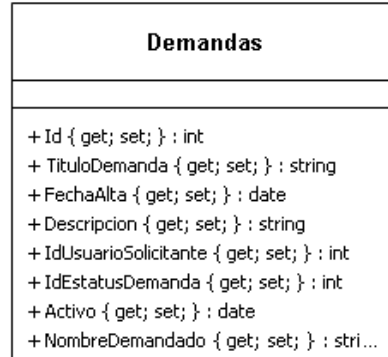 Demandas
+ Id { get; set; } : int
+ TituloDemanda { get; set; } : string
+ FechaAlta { get; set; } : date
+ Descripcion { get; set; } : string
+ IdUsuarioSolicitante { get; set; } : int
+ IdEstatusDemanda { get; set; } : int
+ Activo { get; set; } : date
+ NombreDemandado { get; set; } : stri...